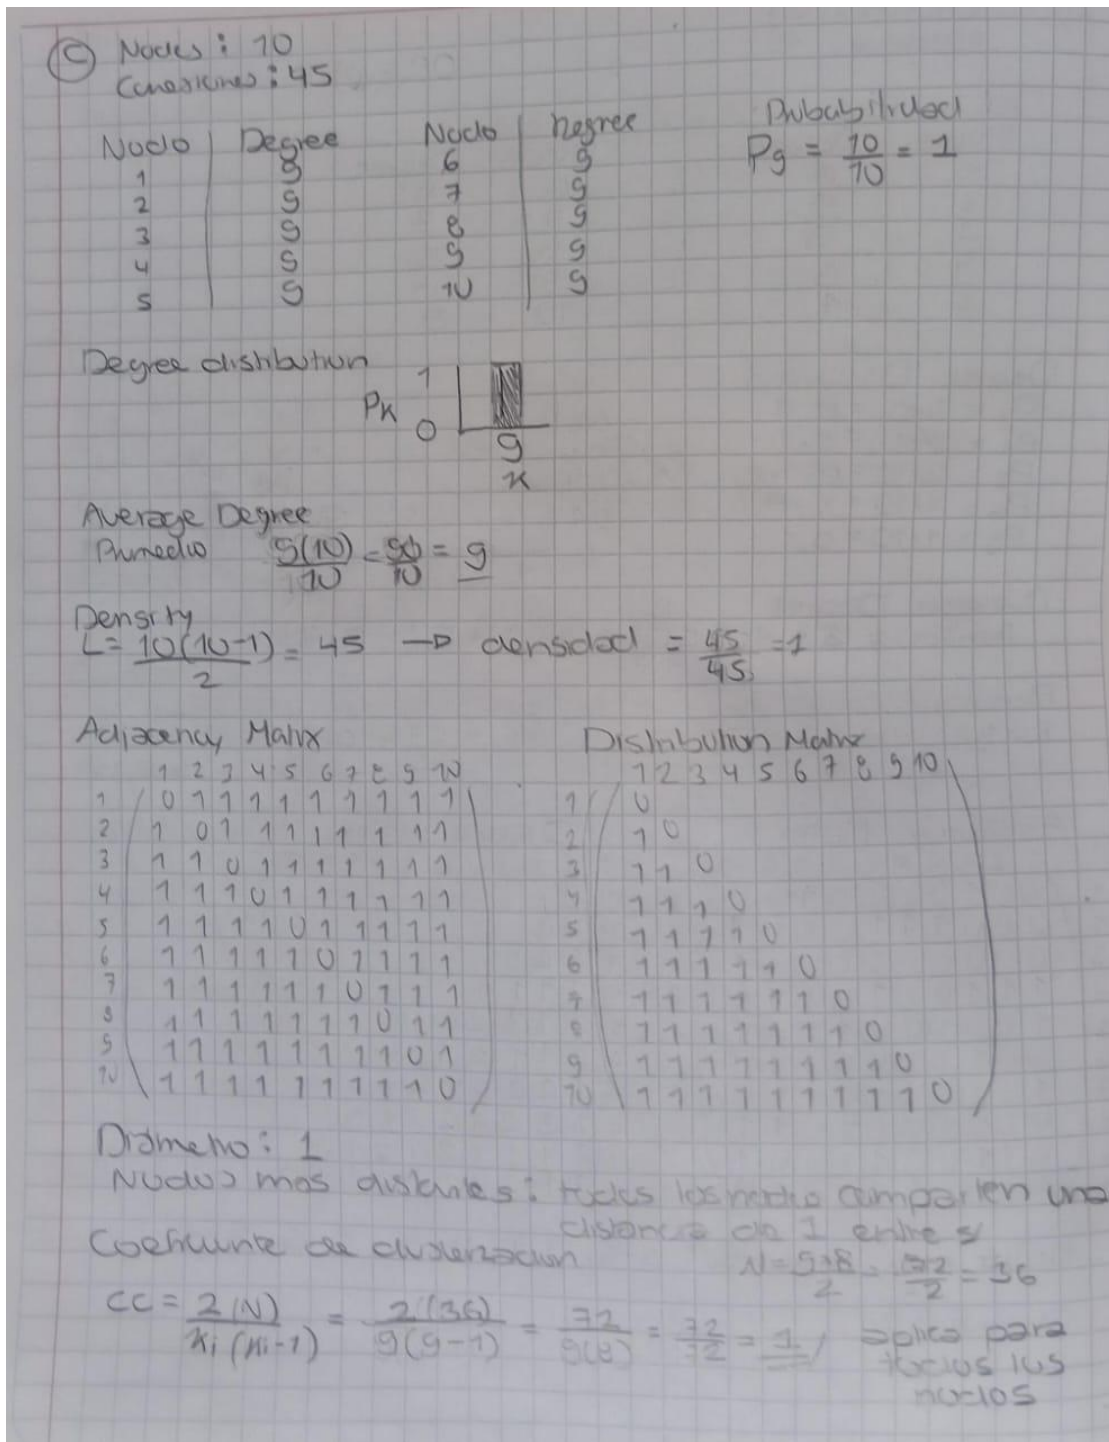 C Nodes: 10
Conexiones: 45
Nodo Degree Nodo Degree Probabilidad
1 9 6 9 P9 = 10/10 = 1
2 9 7 9
3 9 8 9
4 9 9 9
5 9 10 9
Degree distribution
1
PK
0
9
K
Average Degree
Promedio 9(10)/10 = 90/10 = 9
Density
L = 10(10-1)/2 = 45 → densidad = 45/45 = 1
Adjacency Matrix Distribution Matrix
1 2 3 4 5 6 7 8 9 10 1 2 3 4 5 6 7 8 9 10
1 0 1 1 1 1 1 1 1 1 1 1 0
2 1 0 1 1 1 1 1 1 1 1 2 1 0
3 1 1 0 1 1 1 1 1 1 1 3 1 1 0
4 1 1 1 0 1 1 1 1 1 1 4 1 1 1 0
5 1 1 1 1 0 1 1 1 1 1 5 1 1 1 1 0
6 1 1 1 1 1 0 1 1 1 1 6 1 1 1 1 1 0
7 1 1 1 1 1 1 0 1 1 1 7 1 1 1 1 1 1 0
8 1 1 1 1 1 1 1 0 1 1 8 1 1 1 1 1 1 1 0
9 1 1 1 1 1 1 1 1 0 1 9 1 1 1 1 1 1 1 1 0
10 1 1 1 1 1 1 1 1 1 0 10 1 1 1 1 1 1 1 1 1 0
Diametro: 1
Nodos mas distantes: todos los nodo comparten una
distancia de 1 entre si
Coeficiente de clusterizacion N = 9*8/2 = 72/2 = 36
CC = 2(N)/Ki(Ki-1) = 2(36)/9(9-1) = 72/9(8) = 72/72 = 1/ aplica para
todos los
nodos